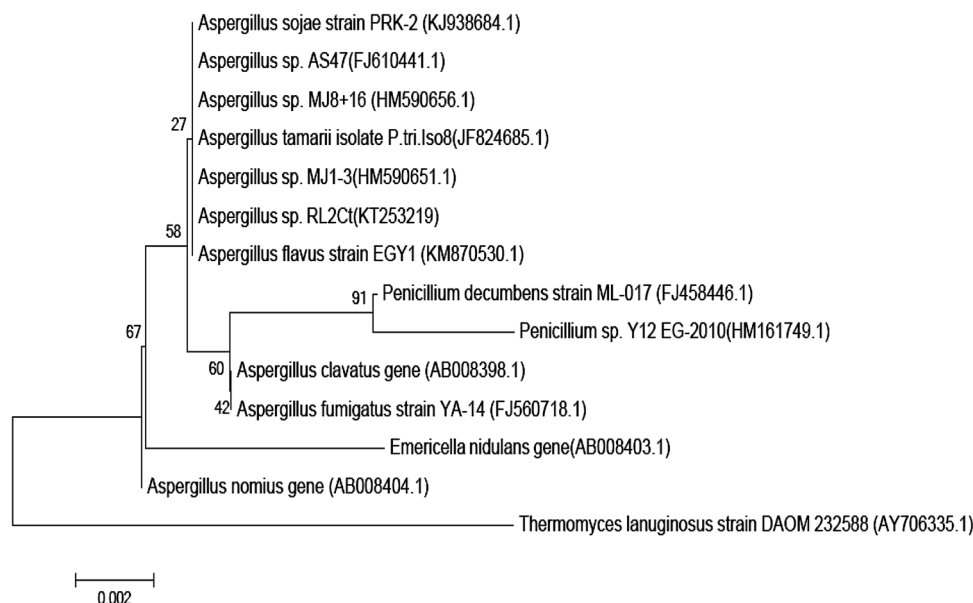 Aspergillus sojae strain PRK-2 (KJ938684.1)
Aspergillus sp. AS47(FJ610441.1)
Aspergillus sp. MJ8+16 (HM590656.1)
27
Aspergillus tamarii isolate P.tri.Iso8(JF824685.1)
Aspergillus sp. MJ1-3(HM590651.1)
Aspergillus sp. RL2Ct(KT253219)
58
Aspergillus flavus strain EGY1 (KM870530.1)
91
Penicillium decumbens strain ML-017 (FJ458446.1)
67
Penicillium sp. Y12 EG-2010(HM161749.1)
60
Aspergillus clavatus gene (AB008398.1)
42
Aspergillus fumigatus strain YA-14 (FJ560718.1)
Emericella nidulans gene(AB008403.1)
Aspergillus nomius gene (AB008404.1)
Thermomyces lanuginosus strain DAOM 232588 (AY706335.1)
0.002